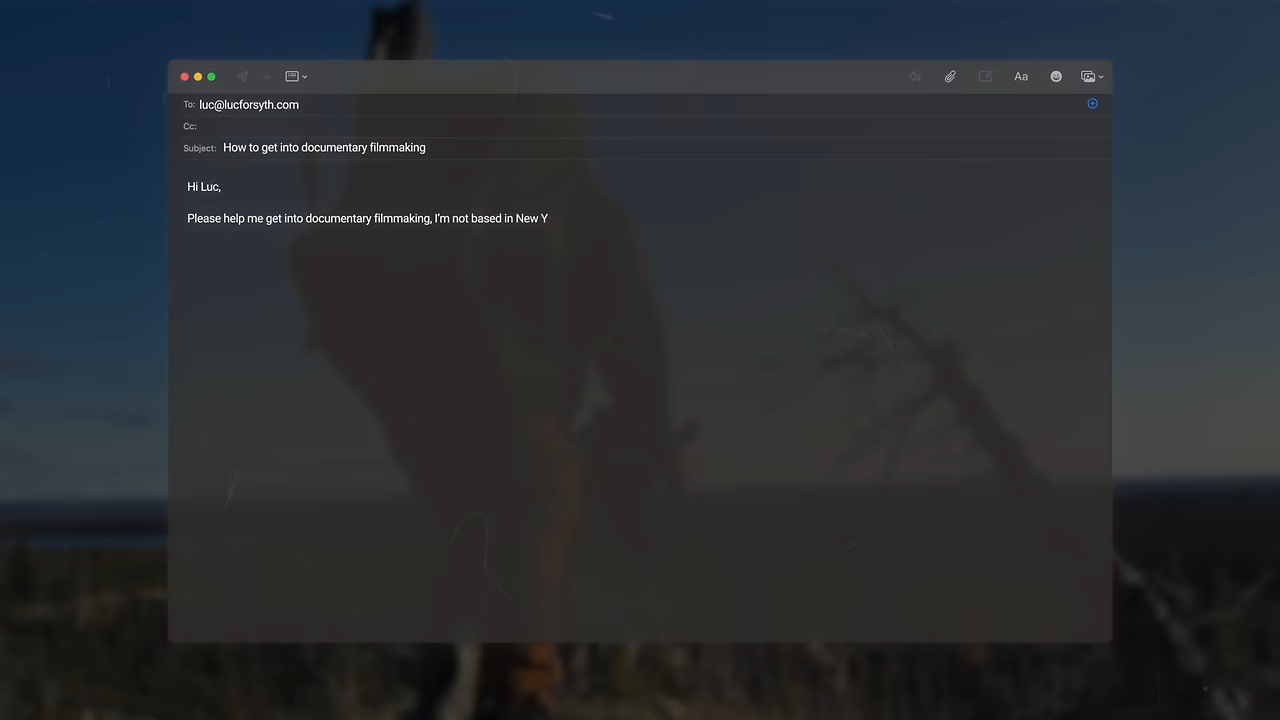 Aa
To: luc@lucforsyth.com
Cc:
Subject: How to get into documentary filmmaking
Hi Luc,
Please help me get into documentary filmmaking, I'm not based in New Y